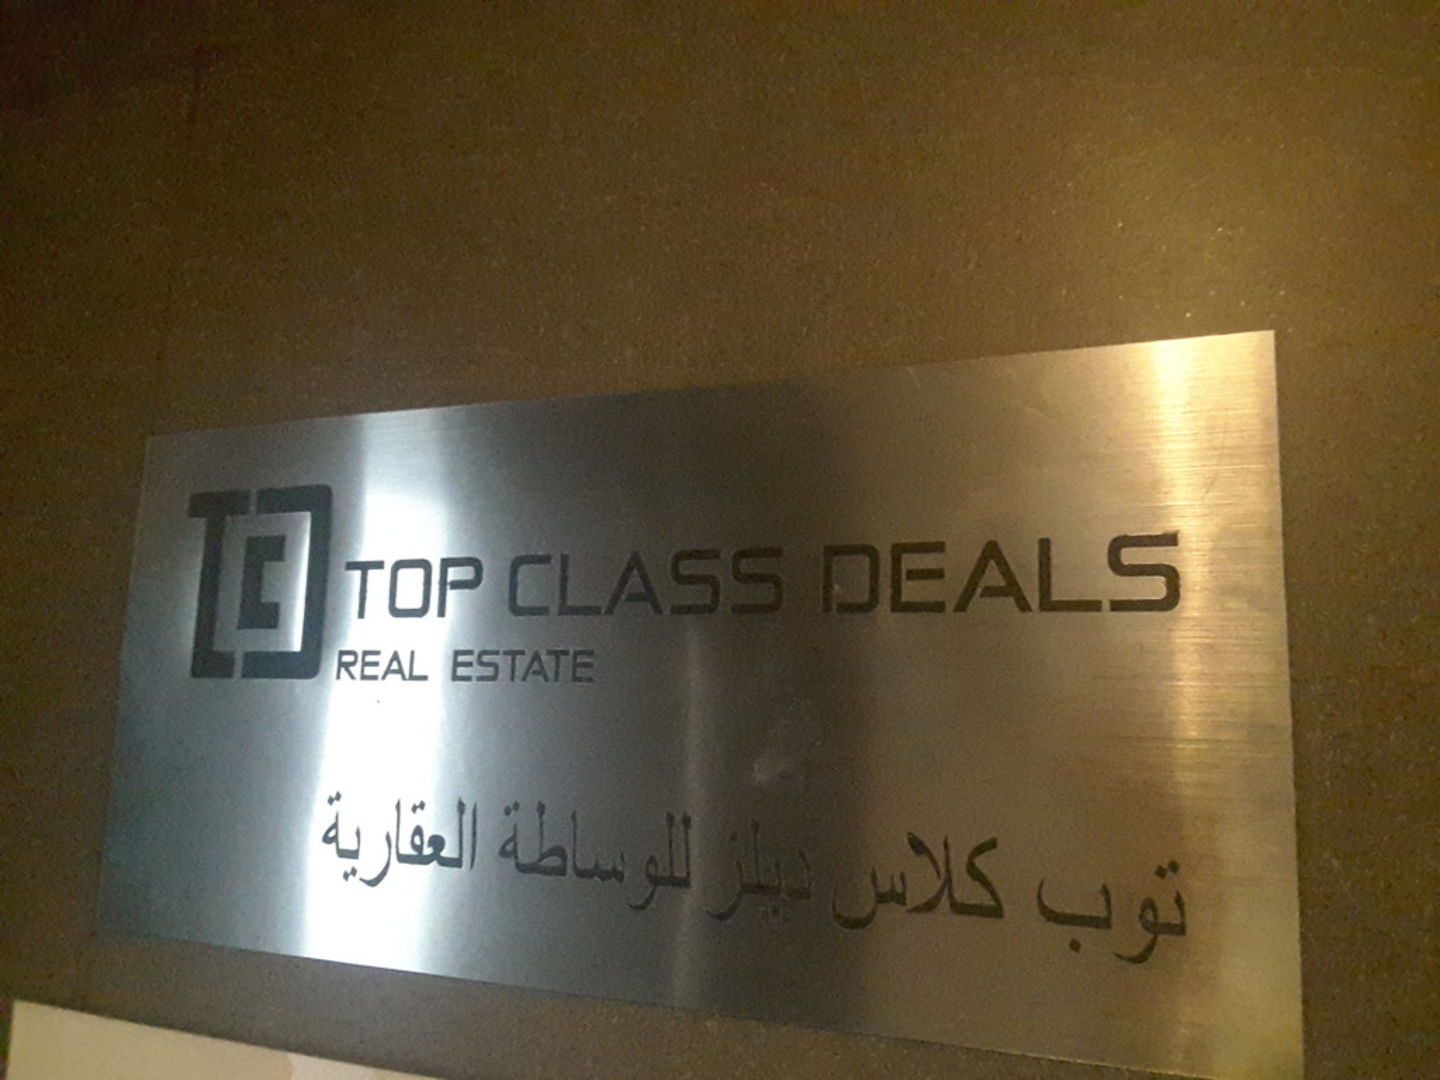 TOP CLASS DEALS
REAL ESTATE
توب كلاس ديلز للوساطة العقارية